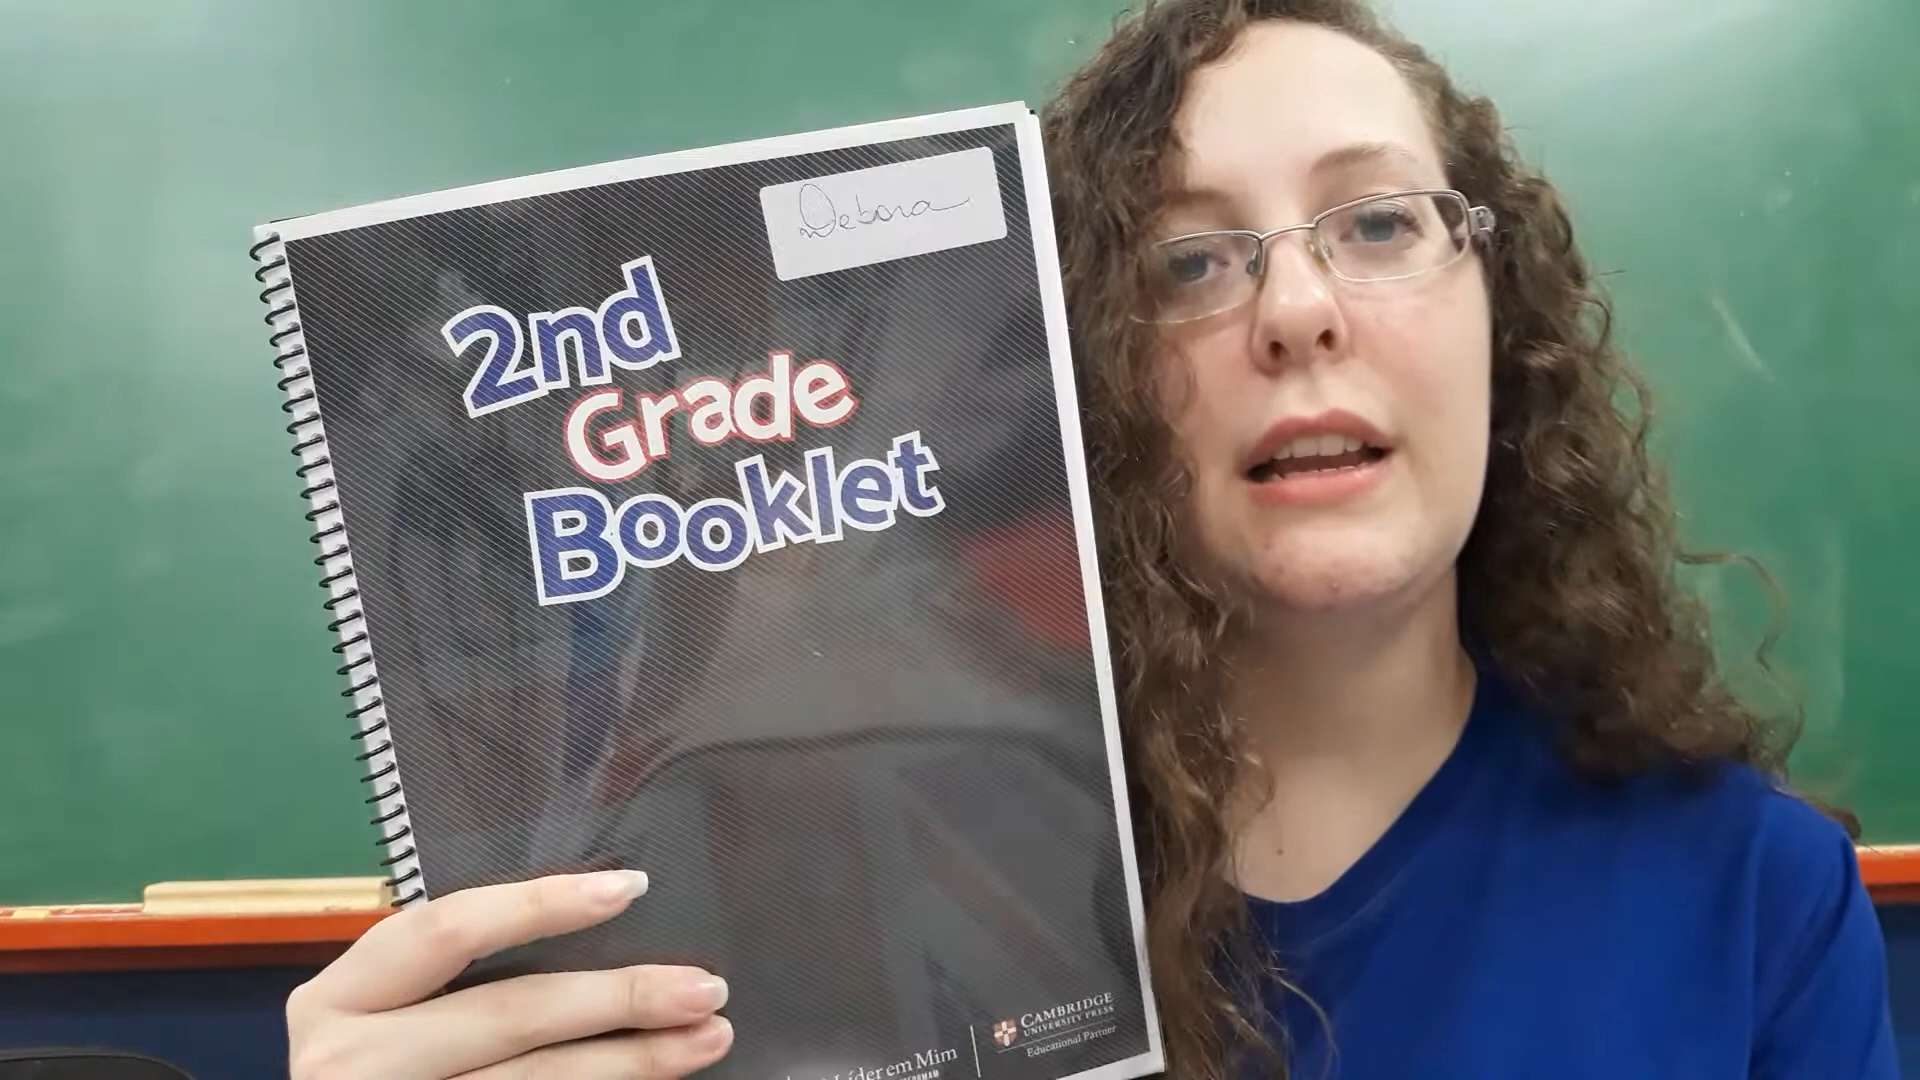 Debora
2nd
Grade
Booklet
Líder em Mim
CAMBRIDGE
UNIVERSITY PRESS
Educational Partner